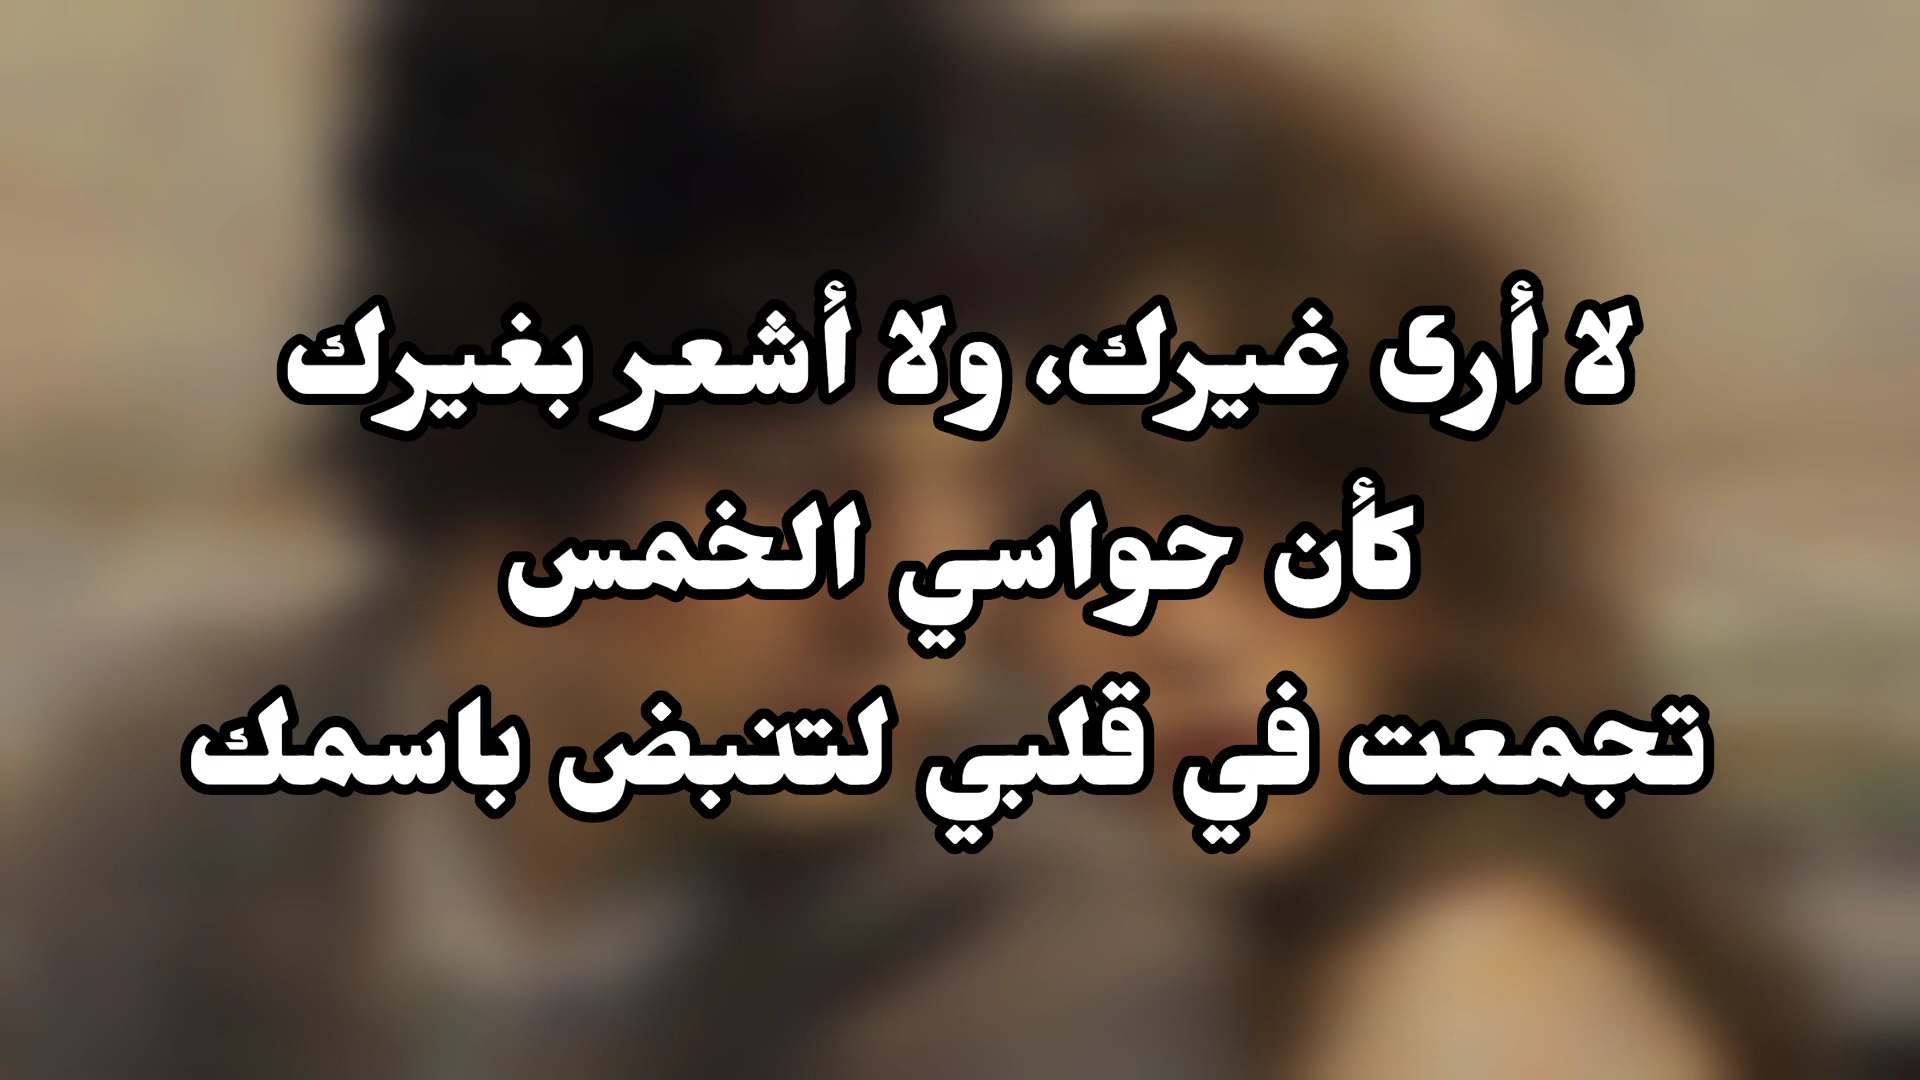 لا أرى غيرك، ولا أشعر بغيرك
كأن حواسي الخمس
تجمعت في قلبي لتنبض باسمك